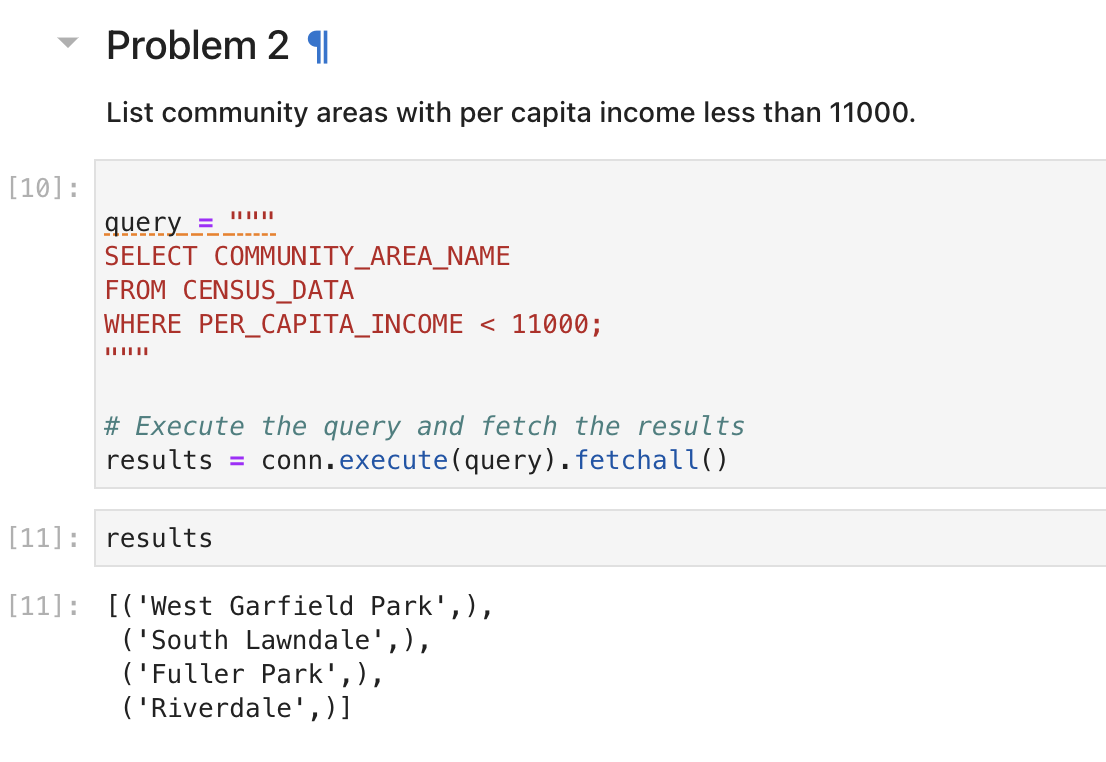 Problem 2 ¶
List community areas with per capita income less than 11000.
[10]:
query = """
SELECT COMMUNITY_AREA_NAME
FROM CENSUS_DATA
WHERE PER_CAPITA_INCOME < 11000;
"""
# Execute the query and fetch the results
results = conn.execute(query).fetchall()
[11]: results
[11]: [('West Garfield Park',),
('South Lawndale',),
('Fuller Park',),
('Riverdale',)]